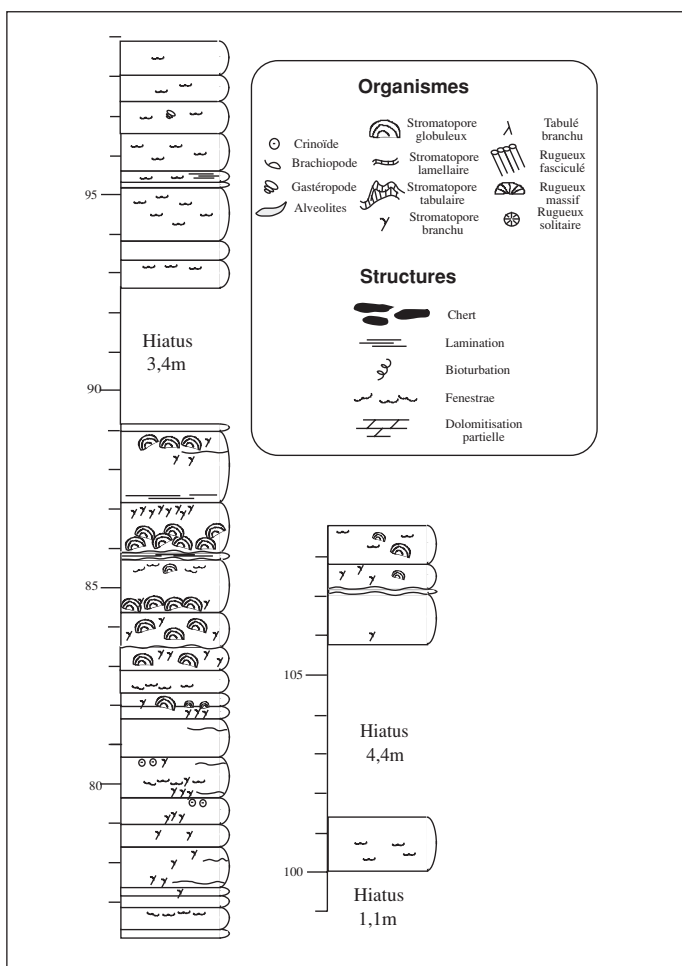 95
Hiatus
3,4m
90
85
80
Organismes
Crinoïde
Brachiopode
Gastéropode
Alveolites
Stromatopore
globuleux
Stromatopore
lamellaire
Stromatopore
tabulaire
Stromatopore
branchu
Tabulé
branchu
Rugueux
fasciculé
Rugueux
massif
Rugueux
solitaire
Structures
Chert
Lamination
Bioturbation
Fenestrae
Dolomitisation
partielle
105
Hiatus
4,4m
100
Hiatus
1,1m